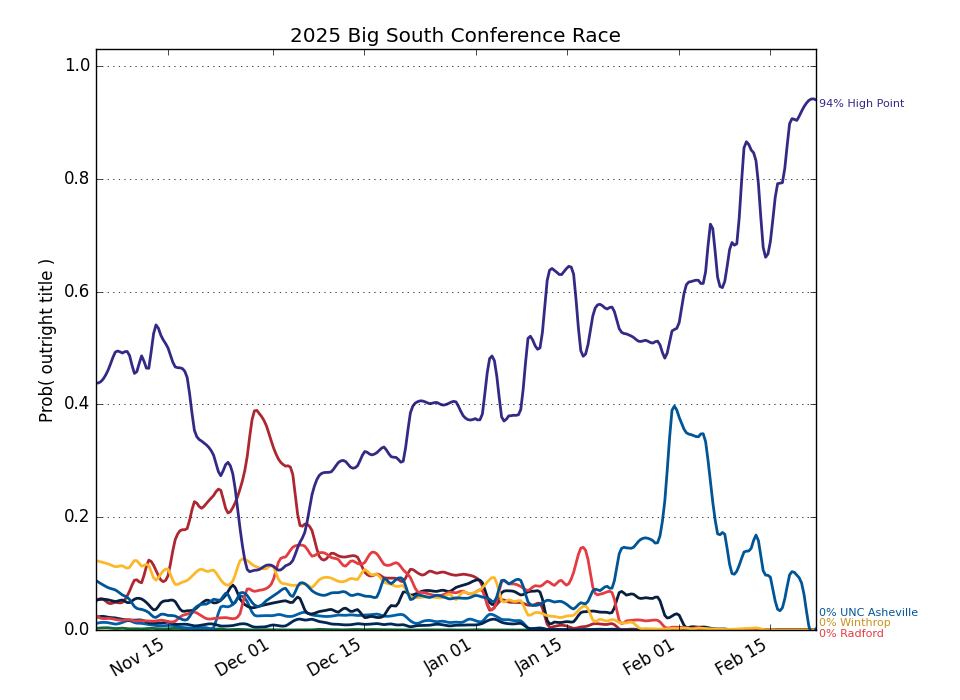 2025 Big South Conference Race
Prob( outright title )
1.0
0.8
0.6
0.4
0.2
0.0
Nov 15
Dec 01
Dec 15
Jan 01
Jan 15
Feb 01
Feb 15
94% High Point
0% UNC Asheville
0% Winthrop
0% Radford